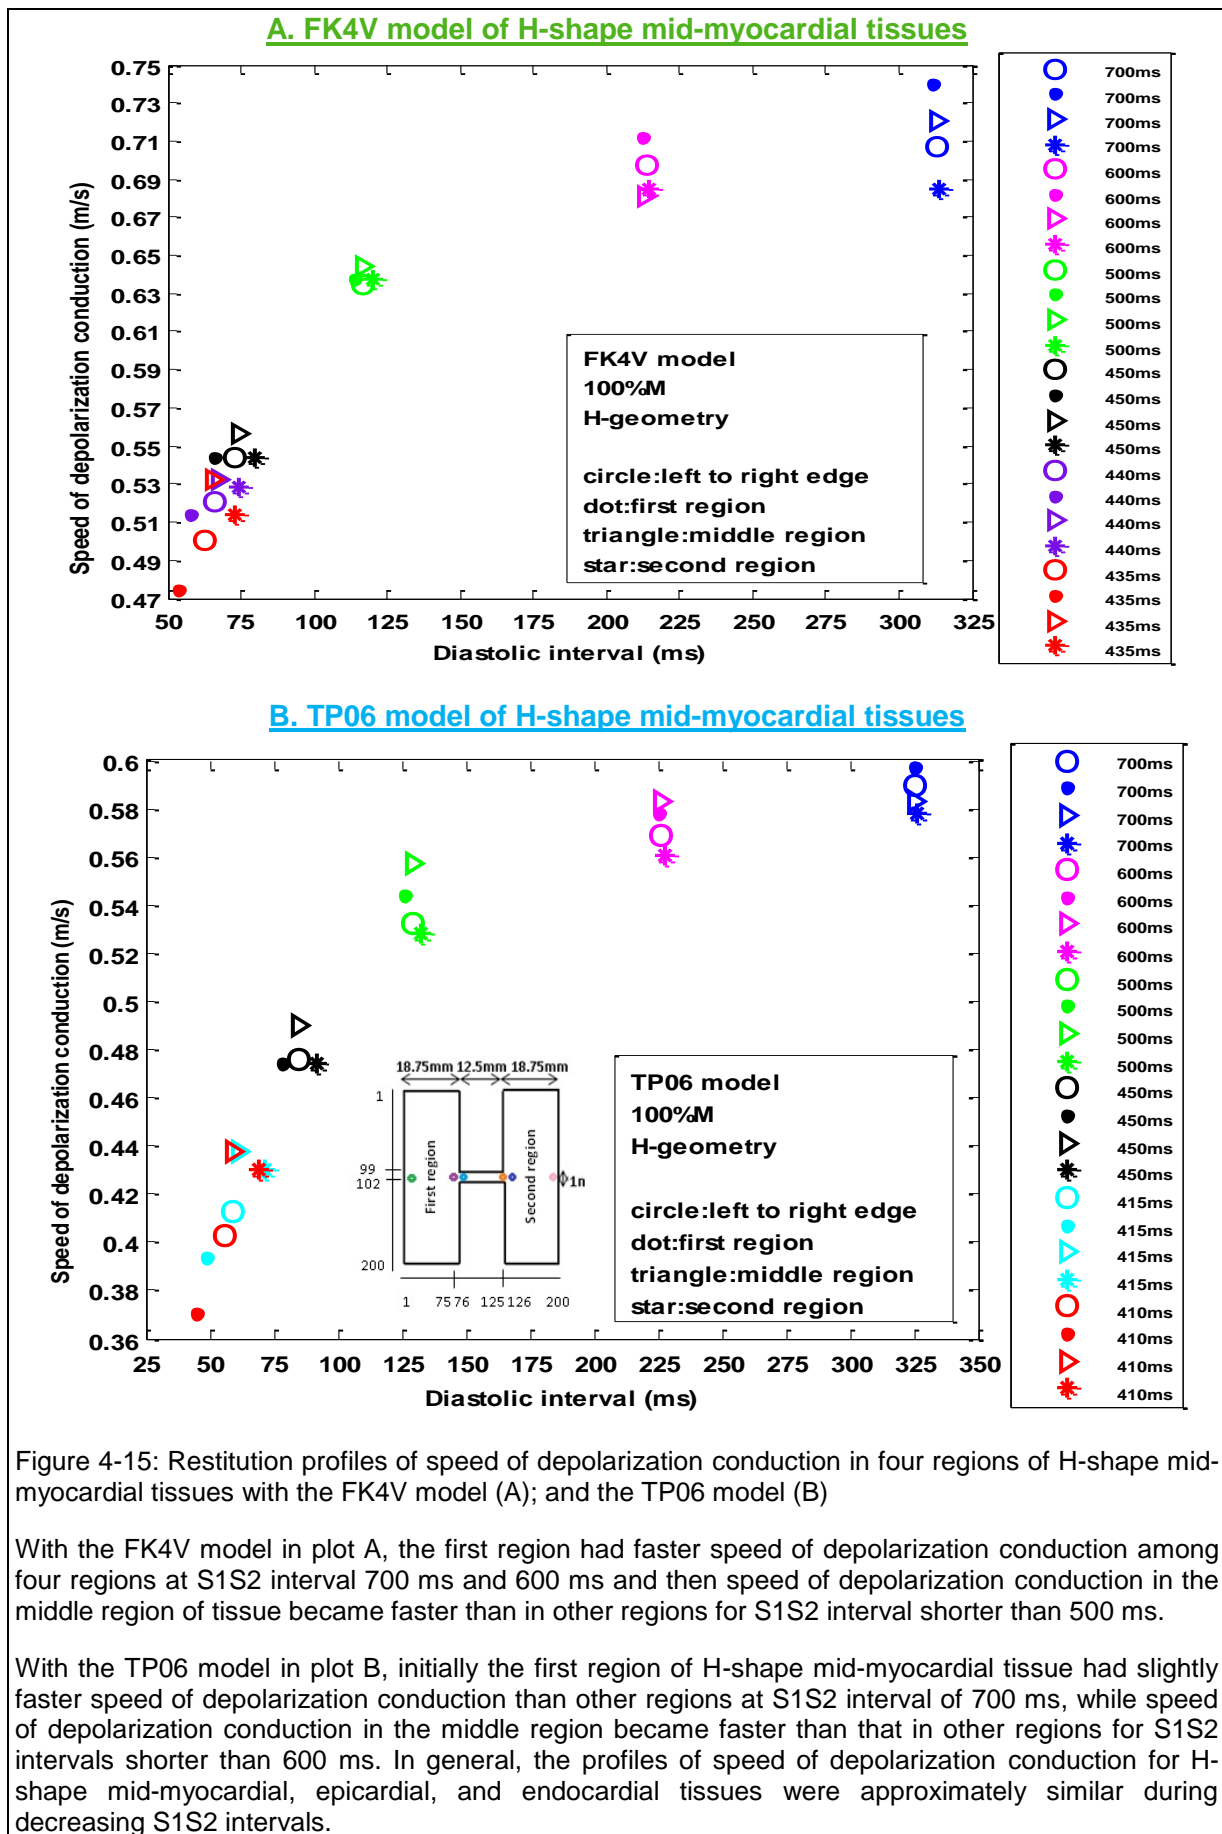 A. FK4V model of H-shape mid-myocardial tissues
0.75
0.73
0.71
0.69
0.67
0.65
0.63
0.61
0.59
0.57
0.55
0.53
0.51
0.49
0.47
Speed of depolarization conduction (m/s)
50 75 100 125 150 175 200 225 250 275 300 325
Diastolic interval (ms)
FK4V model
100%M
H-geometry
circle:left to right edge
dot:first region
triangle:middle region
star:second region
700ms
700ms
700ms
700ms
600ms
600ms
600ms
600ms
500ms
500ms
500ms
500ms
450ms
450ms
450ms
450ms
440ms
440ms
440ms
440ms
435ms
435ms
435ms
435ms
B. TP06 model of H-shape mid-myocardial tissues
0.6
0.58
0.56
0.54
0.52
0.5
0.48
0.46
0.44
0.42
0.4
0.38
0.36
Speed of depolarization conduction (m/s)
25 50 75 100 125 150 175 200 225 250 275 300 325 350
Diastolic interval (ms)
18.75mm 12.5mm 18.75mm
1
99
102
200
First region
Second region
1n
1 75 76 125 126 200
TP06 model
100%M
H-geometry
circle:left to right edge
dot:first region
triangle:middle region
star:second region
700ms
700ms
700ms
700ms
600ms
600ms
600ms
600ms
500ms
500ms
500ms
500ms
450ms
450ms
450ms
450ms
415ms
415ms
415ms
415ms
410ms
410ms
410ms
410ms
Figure 4-15: Restitution profiles of speed of depolarization conduction in four regions of H-shape mid-
myocardial tissues with the FK4V model (A); and the TP06 model (B)
With the FK4V model in plot A, the first region had faster speed of depolarization conduction among
four regions at S1S2 interval 700 ms and 600 ms and then speed of depolarization conduction in the
middle region of tissue became faster than in other regions for S1S2 interval shorter than 500 ms.
With the TP06 model in plot B, initially the first region of H-shape mid-myocardial tissue had slightly
faster speed of depolarization conduction than other regions at S1S2 interval of 700 ms, while speed
of depolarization conduction in the middle region became faster than that in other regions for S1S2
intervals shorter than 600 ms. In general, the profiles of speed of depolarization conduction for H-
shape mid-myocardial, epicardial, and endocardial tissues were approximately similar during
decreasing S1S2 intervals.